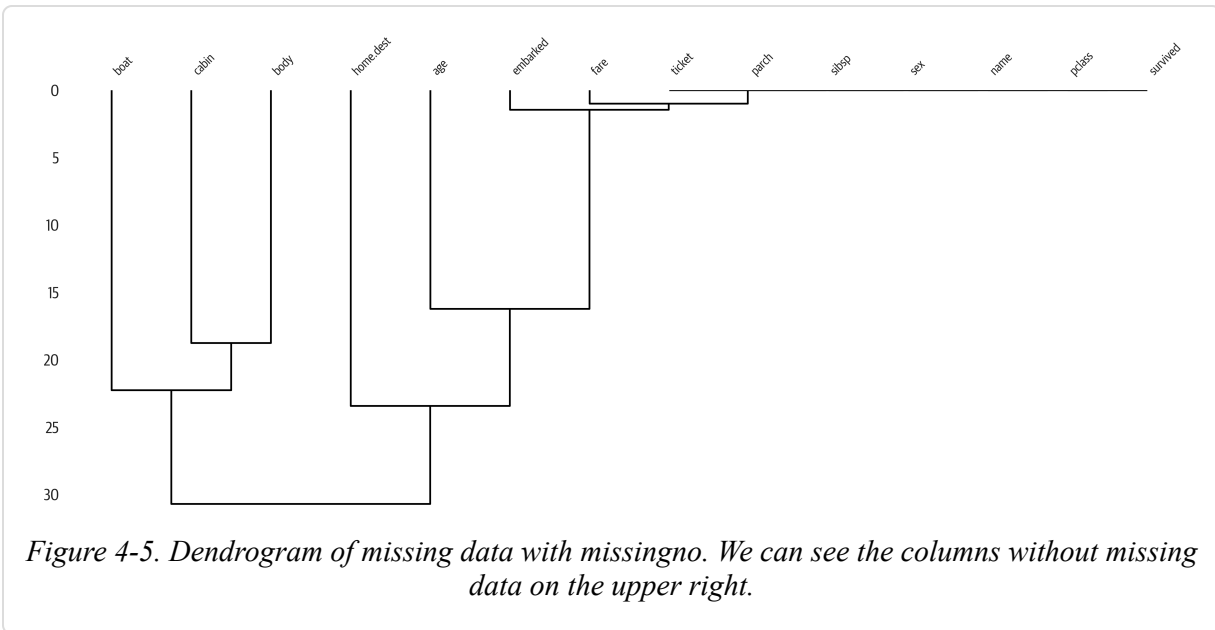 boat cabin body home.dest age embarked fare ticket parch sibsp sex name pclass survived
0
5
10
15
20
25
30
Figure 4-5. Dendrogram of missing data with missingno. We can see the columns without missing
data on the upper right.